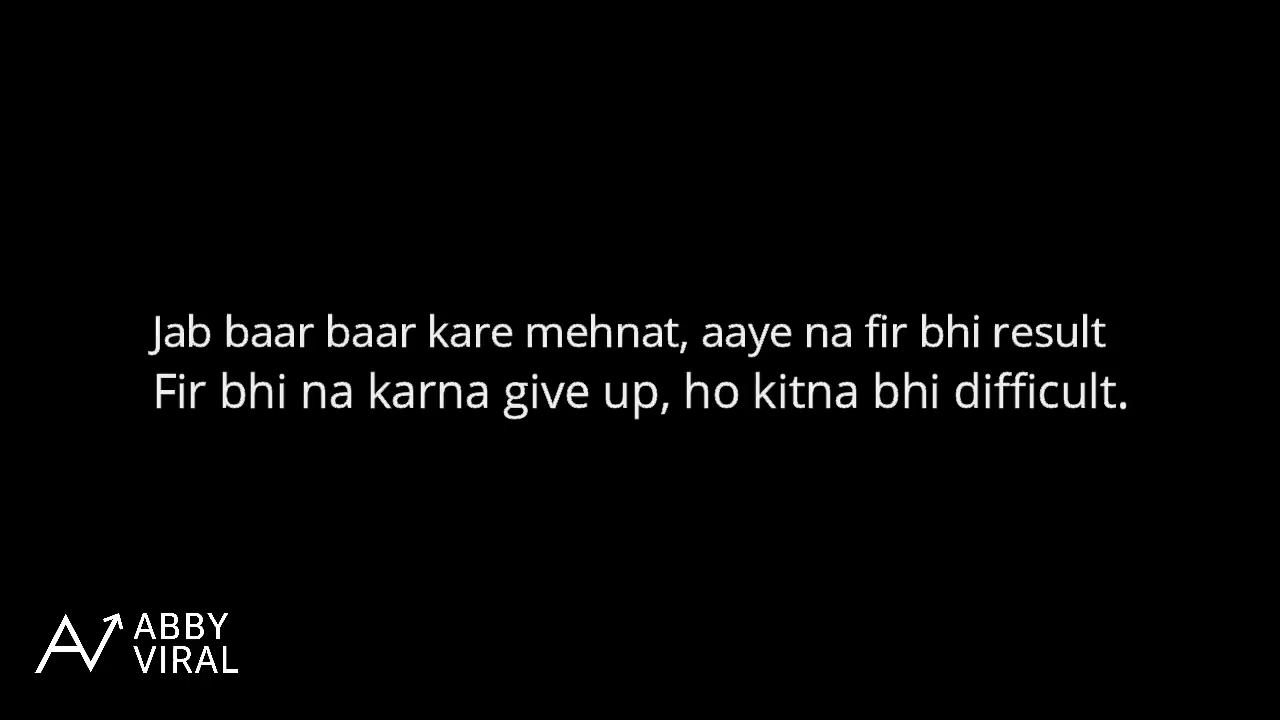 Jab baar baar kare mehnat, aaye na fir bhi result
Fir bhi na karna give up, ho kitna bhi difficult.
ABBY
VIRAL